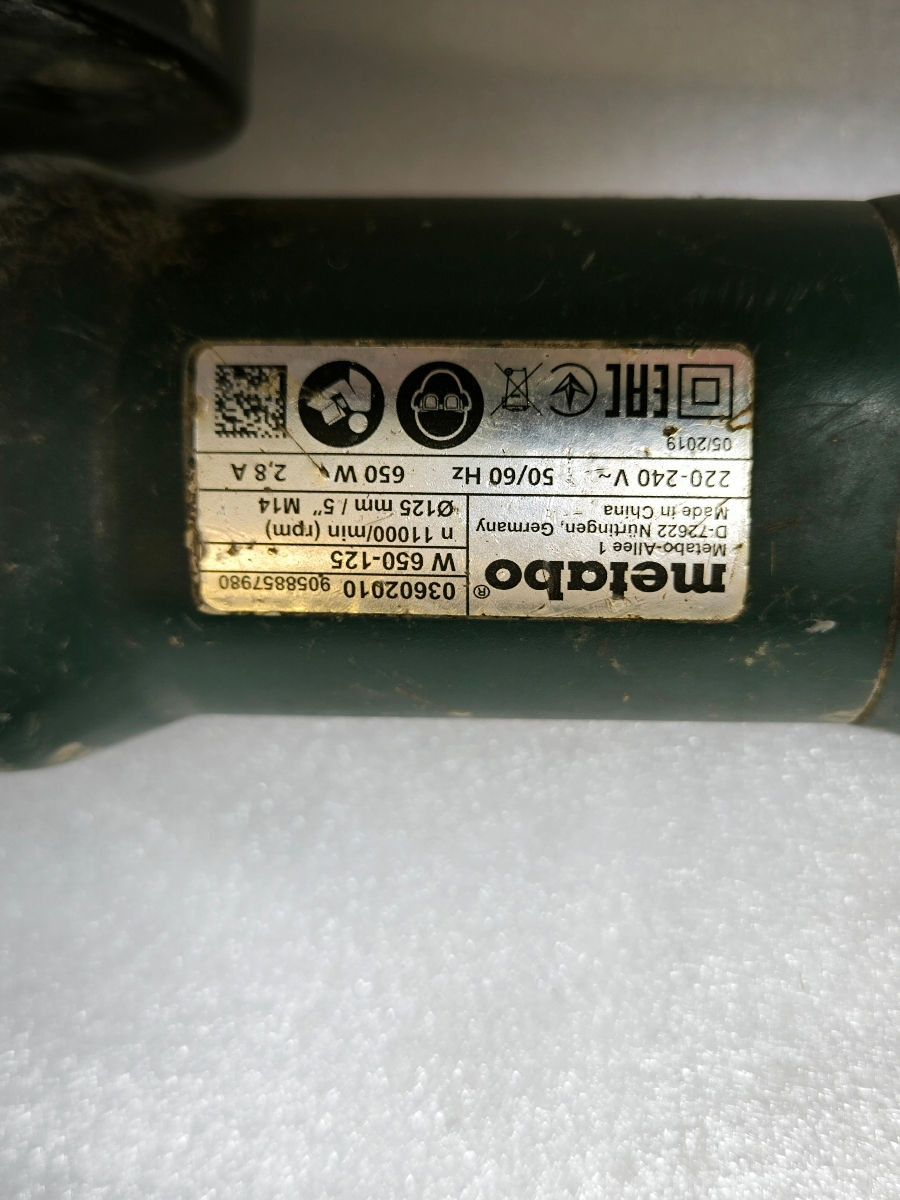 metabo®
Metabo-Allee 1
D-72622 Nürtingen, Germany
Made in China
03602010 9058857980
W 650-125
n 11000/min (rpm)
Ø125 mm / 5" M14
220-240 V~ 50/60 Hz 650 W 2,8 A
05/2019
EAC